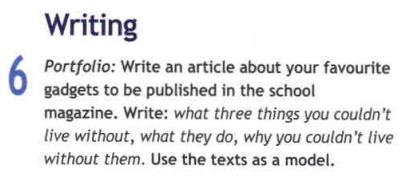 Writing
6 Portfolio: Write an article about your favourite
gadgets to be published in the school
magazine. Write: what three things you couldn't
live without, what they do, why you couldn't live
without them. Use the texts as a model.